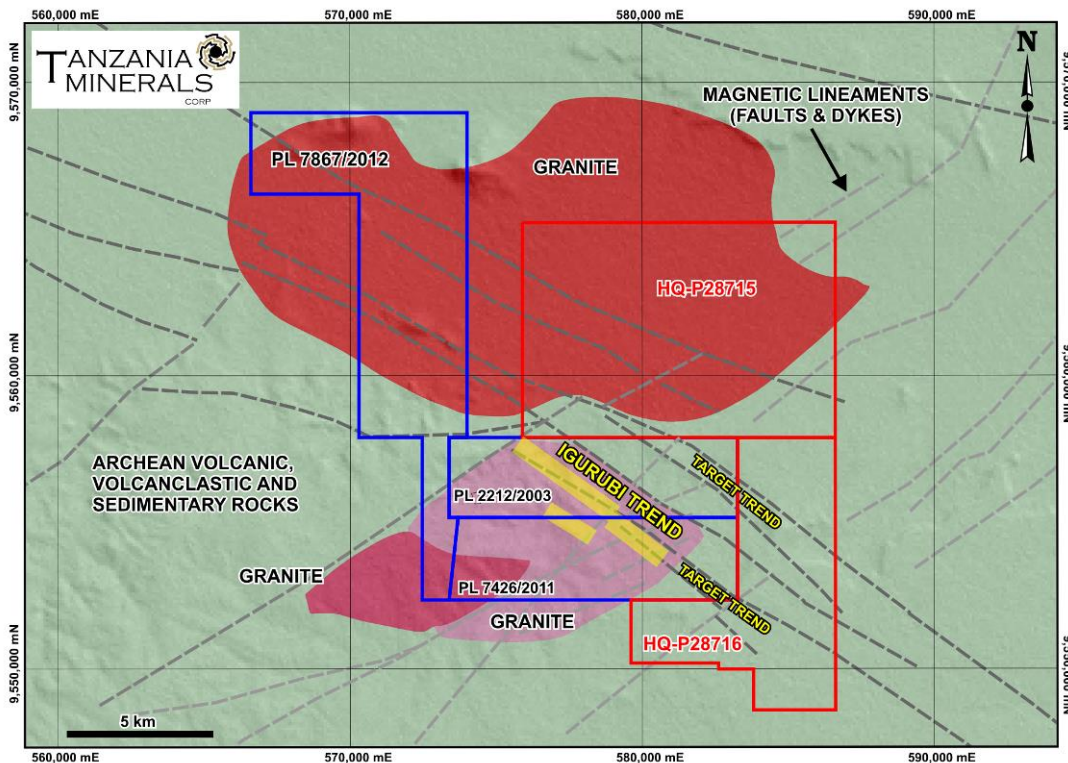 560,000 mE
570,000 mE
580,000 mE
590,000 mE
TANZANIA
MINERALS
CORP
N
9,570,000 mN
9,570,000 mN
MAGNETIC LINEAMENTS
(FAULTS & DYKES)
PL 7867/2012
GRANITE
HQ-P28715
9,560,000 mN
9,560,000 mN
ARCHEAN VOLCANIC,
VOLCANCLASTIC AND
SEDIMENTARY ROCKS
IGURUBI TREND
TARGET TREND
PL 2212/2003
GRANITE
PL 7426/2011
TARGET TREND
GRANITE
HQ-P28716
9,550,000 mN
9,550,000 mN
5 km
560,000 mE
570,000 mE
580,000 mE
590,000 mE